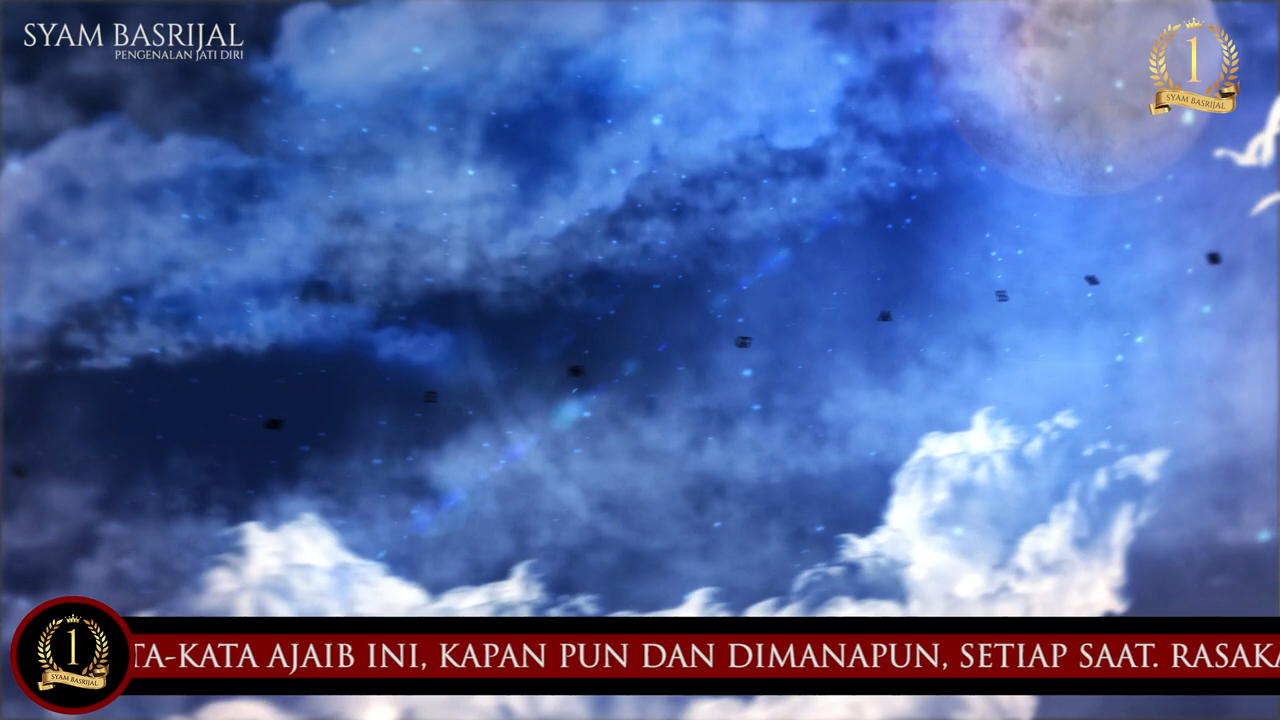 SYAM BASRIJAL
PENGENALAN JATI DIRI
1
SYAM BASRIJAL
1
SYAM BASRIJAL
TA-KATA AJAIB INI, KAPAN PUN DAN DIMANAPUN, SETIAP SAAT. RASAKA